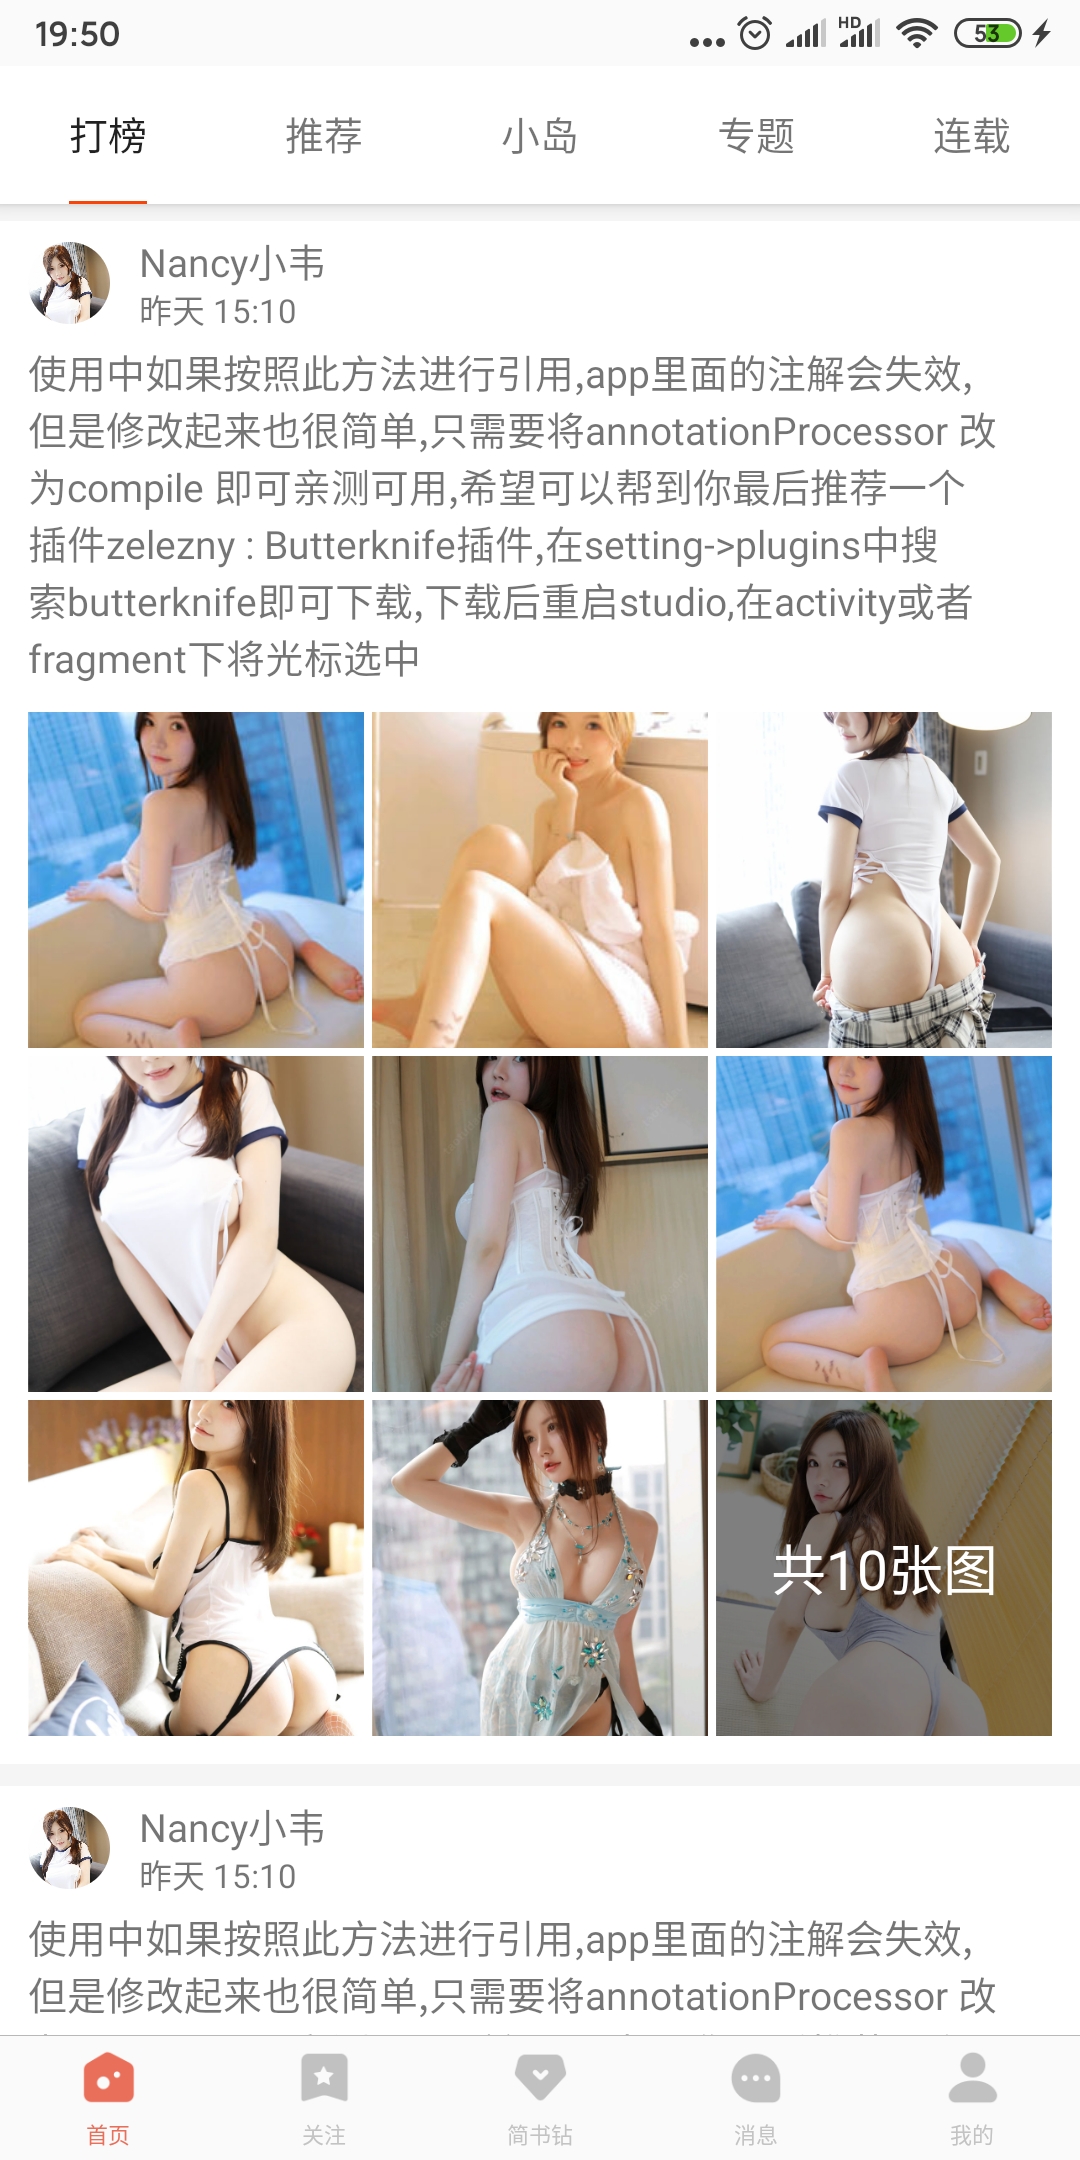 19:50
HD
53
打榜
推荐
小岛
专题
连载
Nancy小韦
昨天 15:10
使用中如果按照此方法进行引用,app里面的注解会失效,
但是修改起来也很简单,只需要将annotationProcessor 改
为compile 即可亲测可用,希望可以帮到你最后推荐一个
插件zelezny : Butterknife插件,在setting->plugins中搜
索butterknife即可下载,下载后重启studio,在activity或者
fragment下将光标选中
共10张图
Nancy小韦
昨天 15:10
使用中如果按照此方法进行引用,app里面的注解会失效,
但是修改起来也很简单,只需要将annotationProcessor 改
首页
关注
简书钻
消息
我的